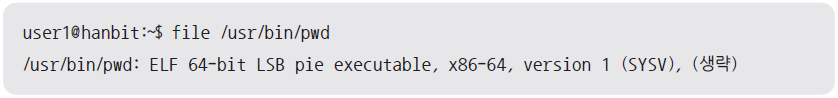 user1@hanbit:~$ file /usr/bin/pwd
/usr/bin/pwd: ELF 64-bit LSB pie executable, x86-64, version 1 (SYSV), (생략)